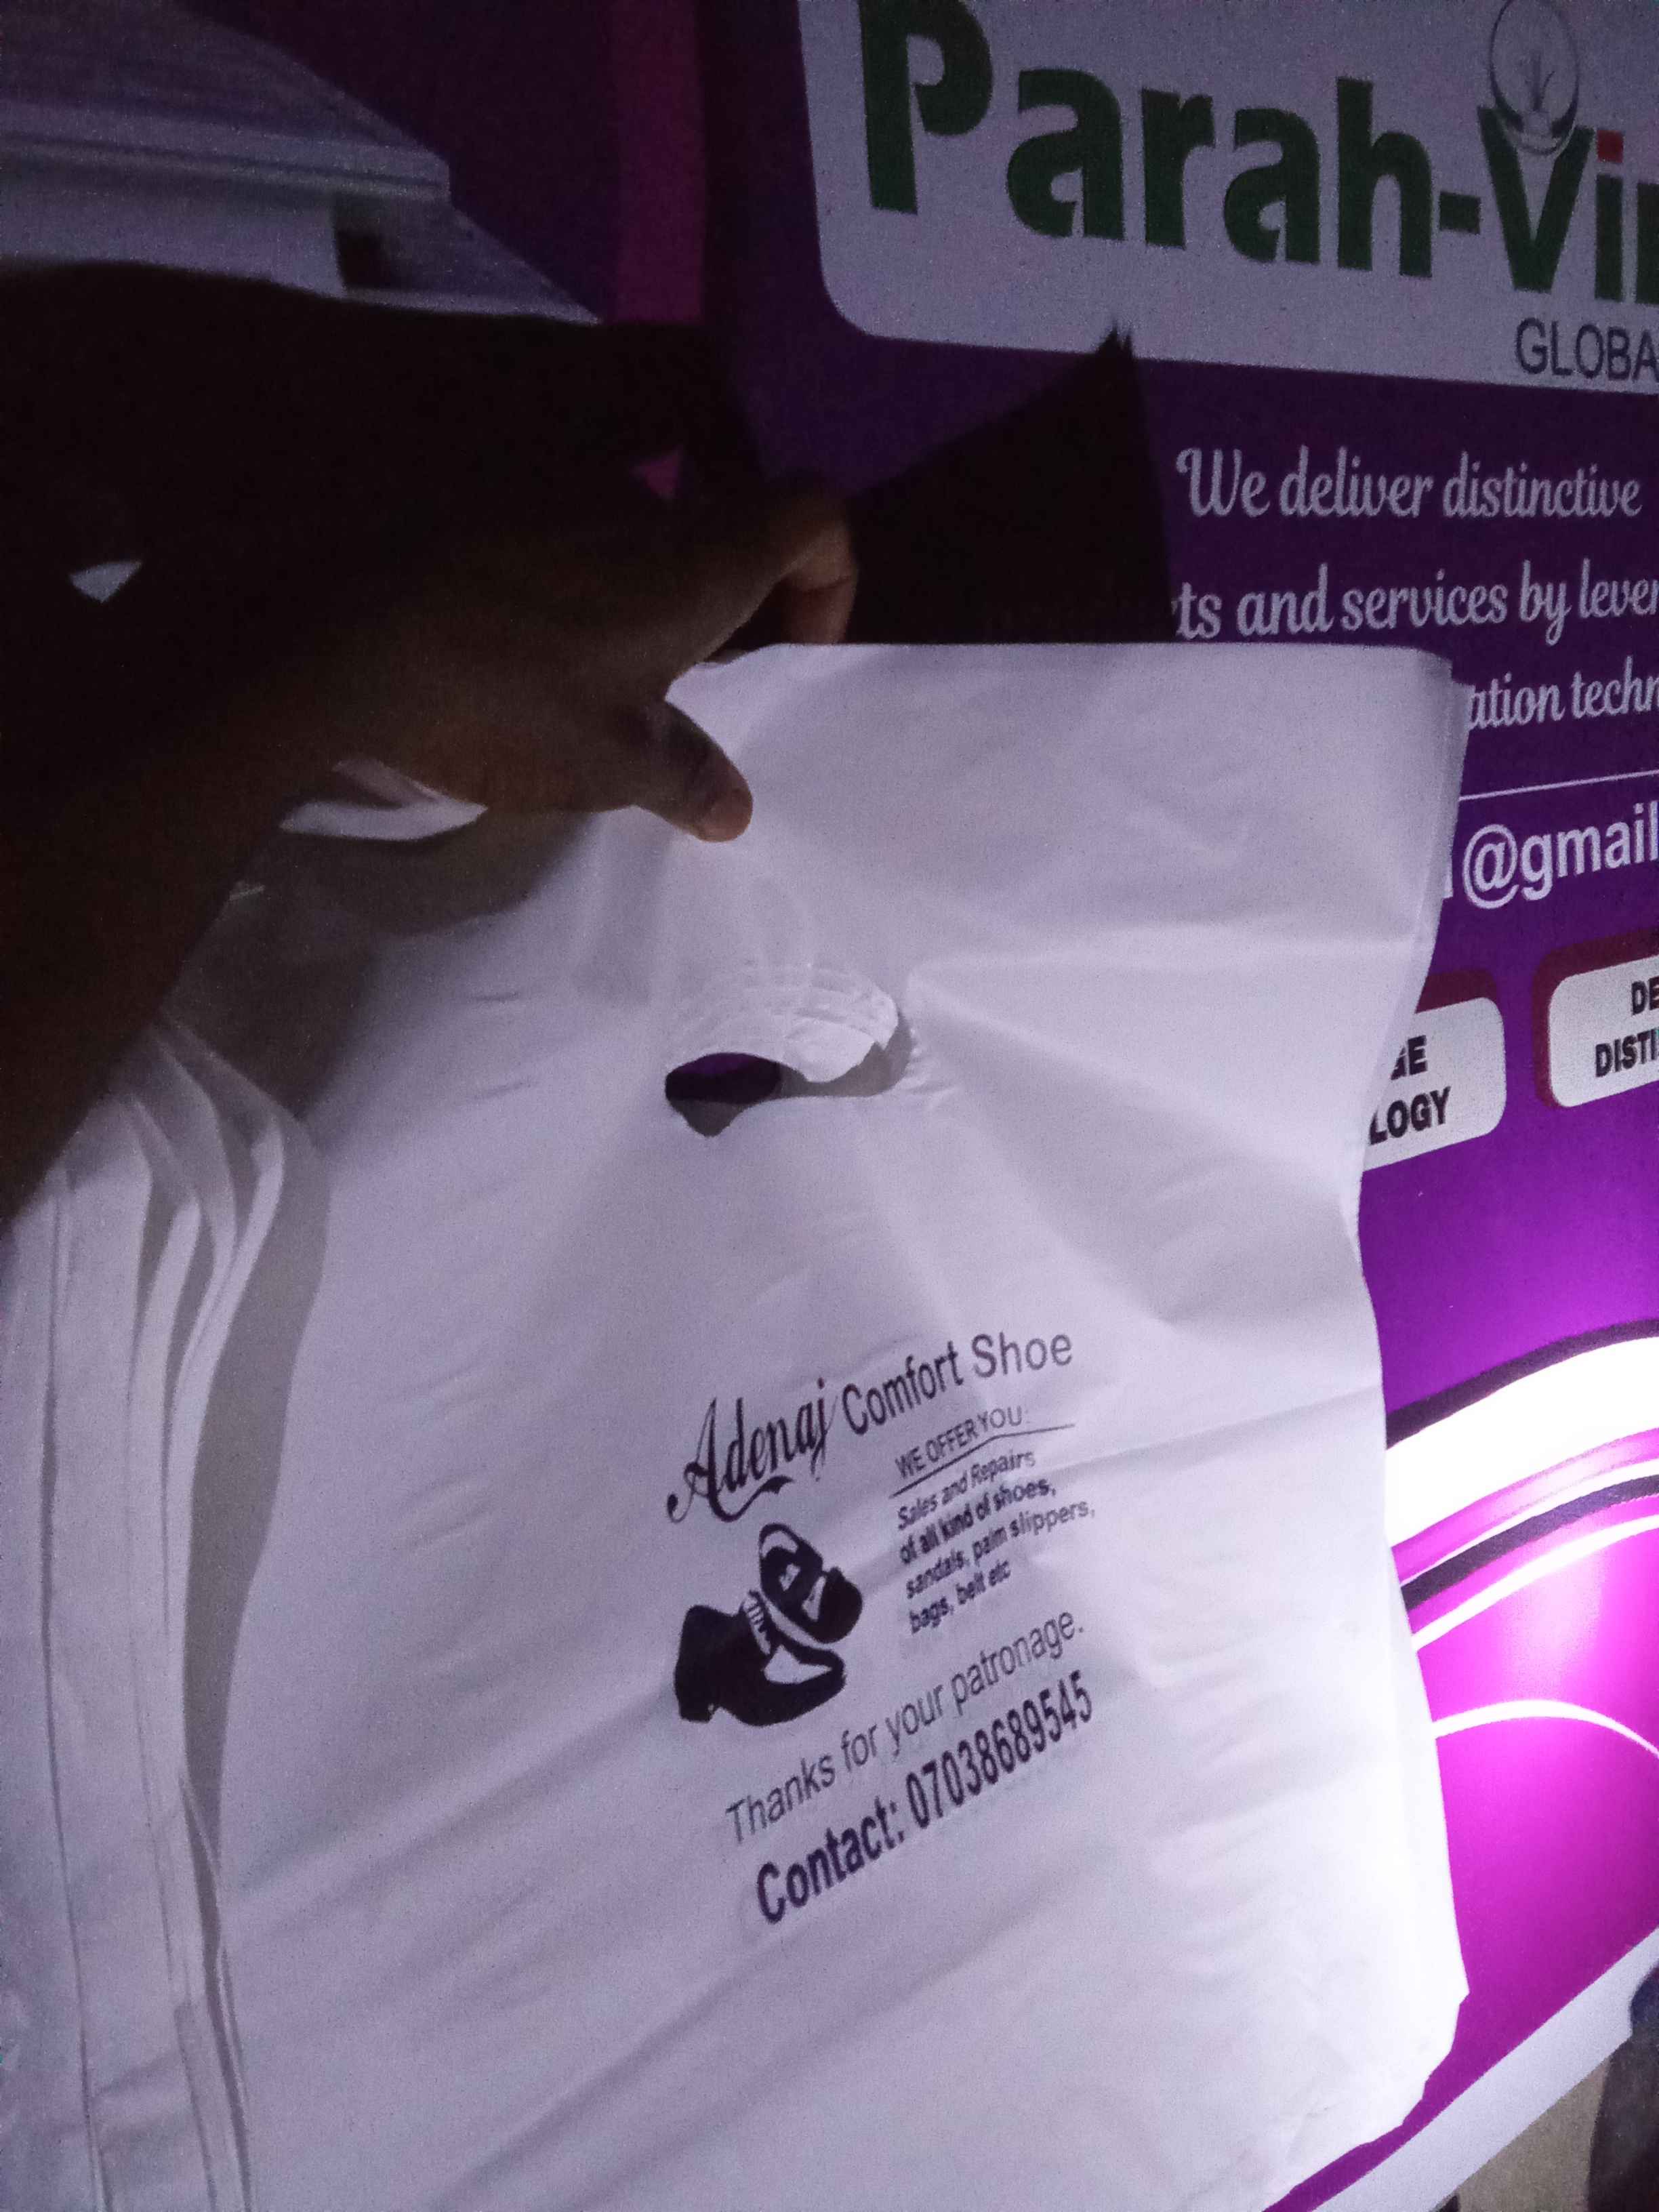 Parah-Vi
GLOBA
We deliver distinctive
ts and services by lever
ation techn
@gmail
GE
LOGY
DE
DISTI
Adenaj Comfort Shoe
WE OFFER YOU:
Sales and Repairs
of all kind of shoes,
sandals, palm slippers,
bags, belt etc
Thanks for your patronage.
Contact: 07038689545